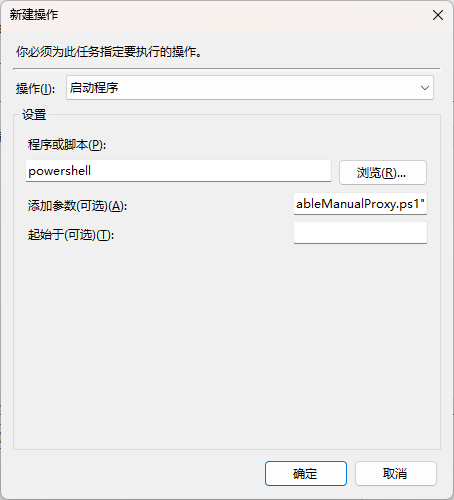 新建操作
你必须为此任务指定要执行的操作。
操作(I): 启动程序
设置
程序或脚本(P):
powershell 浏览(R)...
添加参数(可选)(A): ableManualProxy.ps1"
起始于(可选)(T):
确定 取消